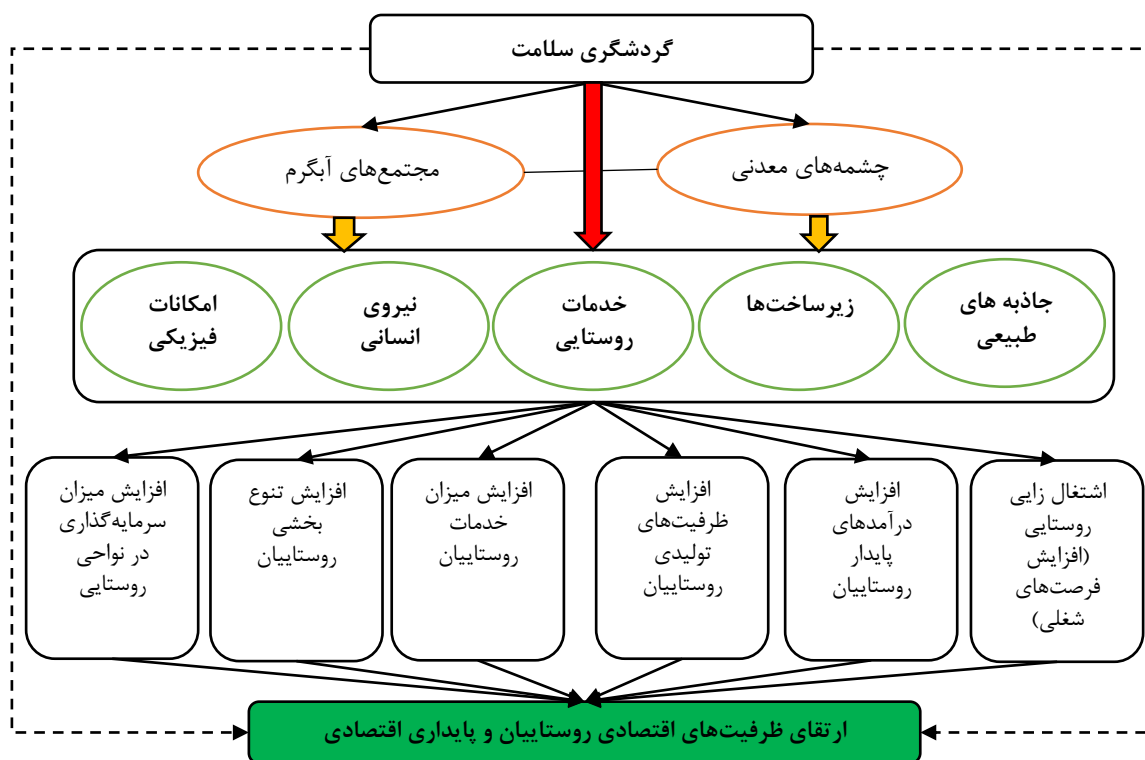 گردشگری سلامت
چشمه‌های معدنی
مجتمع‌های آبگرم
جاذبه های
طبیعی
زیرساخت‌ها
خدمات
روستایی
نیروی
انسانی
امکانات
فیزیکی
اشتغال زایی
روستایی
(افزایش
فرصت‌های
شغلی)
افزایش
درآمدهای
پایدار
روستاییان
افزایش
ظرفیت‌های
تولیدی
روستاییان
افزایش میزان
خدمات
روستاییان
افزایش تنوع
بخشی
روستاییان
افزایش میزان
سرمایه‌گذاری
در نواحی
روستایی
ارتقای ظرفیت‌های اقتصادی روستاییان و پایداری اقتصادی